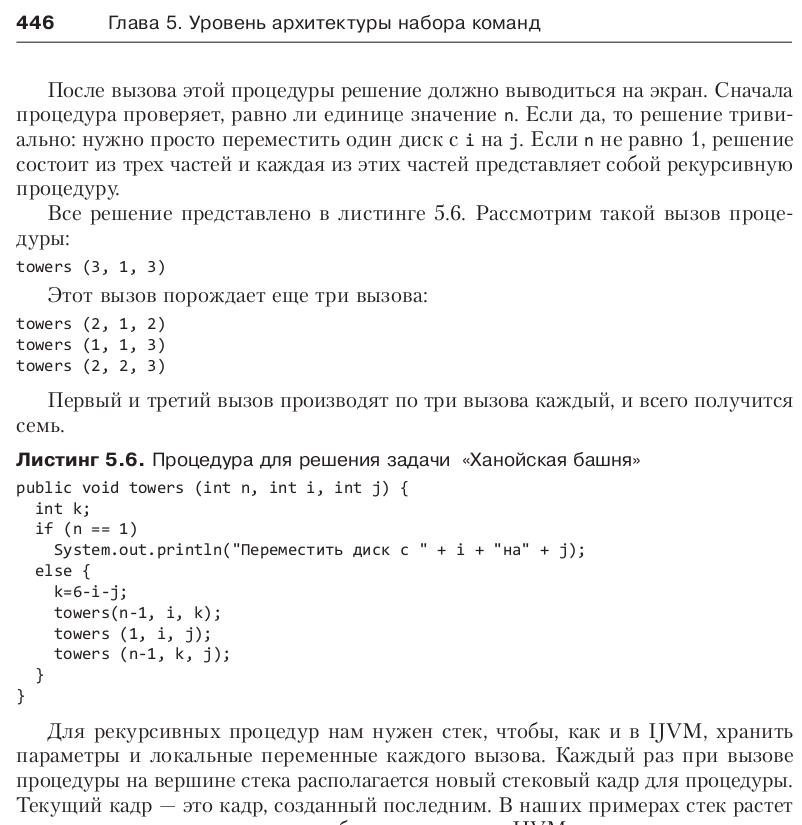 446 Глава 5. Уровень архитектуры набора команд
После вызова этой процедуры решение должно выводиться на экран. Сначала
процедура проверяет, равно ли единице значение n. Если да, то решение триви-
ально: нужно просто переместить один диск с i на j. Если n не равно 1, решение
состоит из трех частей и каждая из этих частей представляет собой рекурсивную
процедуру.
Все решение представлено в листинге 5.6. Рассмотрим такой вызов проце-
дуры:
towers (3, 1, 3)
Этот вызов порождает еще три вызова:
towers (2, 1, 2)
towers (1, 1, 3)
towers (2, 2, 3)
Первый и третий вызов производят по три вызова каждый, и всего получится
семь.
Листинг 5.6. Процедура для решения задачи «Ханойская башня»
public void towers (int n, int i, int j) {
int k;
if (n == 1)
System.out.println("Переместить диск с " + i + "на" + j);
else {
k=6-i-j;
towers(n-1, i, k);
towers (1, i, j);
towers (n-1, k, j);
}
}
Для рекурсивных процедур нам нужен стек, чтобы, как и в IJVM, хранить
параметры и локальные переменные каждого вызова. Каждый раз при вызове
процедуры на вершине стека располагается новый стековый кадр для процедуры.
Текущий кадр — это кадр, созданный последним. В наших примерах стек растет